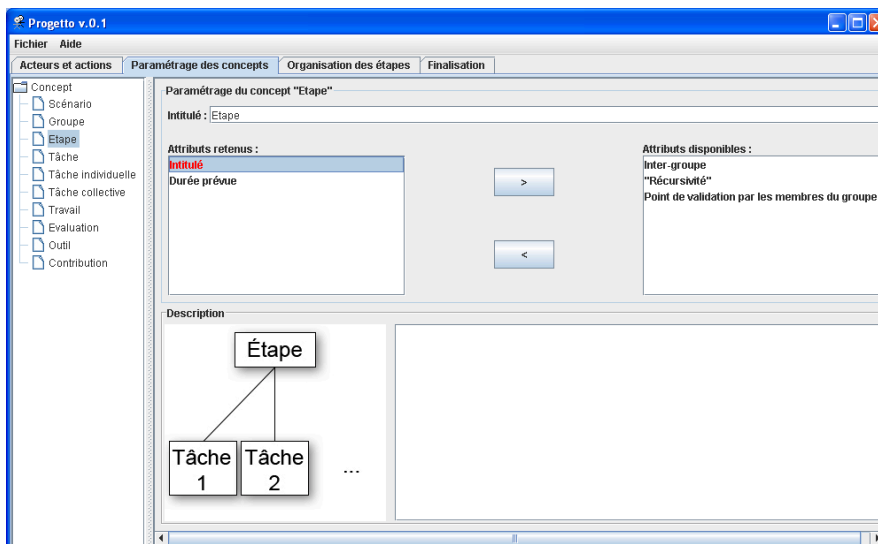 Progetto v.0.1
Fichier Aide
Acteurs et actions Paramétrage des concepts Organisation des étapes Finalisation
Concept
Scénario
Groupe
Etape
Tâche
Tâche individuelle
Tâche collective
Travail
Evaluation
Outil
Contribution
Paramétrage du concept "Etape"
Intitulé : Etape
Attributs retenus :
Intitulé
Durée prévue
>
<
Attributs disponibles :
Inter-groupe
"Récursivité"
Point de validation par les membres du groupe
Description
Étape
Tâche 1
Tâche 2
...